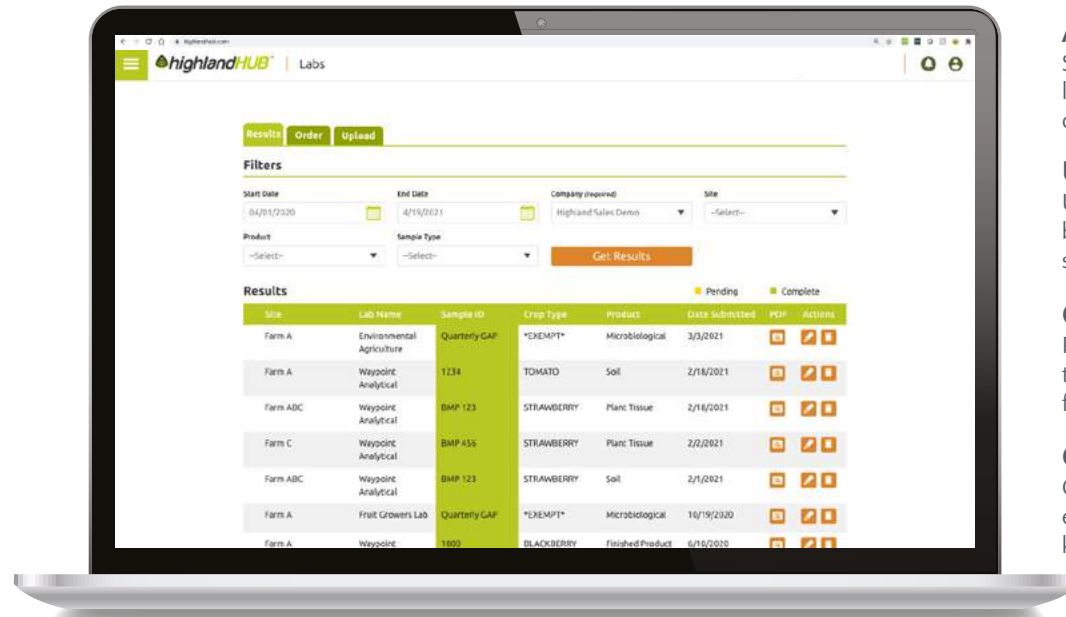 highlandhub.com
highlandHUB | Labs
Results Order Upload
Filters
Start Date End Date Company (required) Site
04/01/2020 4/19/2021 Highland Sales Demo --Select--
Product Sample Type
--Select-- --Select-- Get Results
Results Pending Complete
Site Lab Name Sample ID Crop Type Product Date Submitted PDF Actions
Farm A Environmental Agriculture Quarterly GAP *EXEMPT* Microbiological 3/3/2021
Farm A Waypoint Analytical 1234 TOMATO Soil 2/18/2021
Farm ABC Waypoint Analytical BMP 123 STRAWBERRY Plant Tissue 2/16/2021
Farm C Waypoint Analytical BMP 456 STRAWBERRY Plant Tissue 2/2/2021
Farm ABC Waypoint Analytical BMP 123 STRAWBERRY Soil 2/1/2021
Farm A Fruit Growers Lab Quarterly GAP *EXEMPT* Microbiological 10/19/2020
Farm A Waypoint 1800 BLACKBERRY Finished Product 6/10/2020